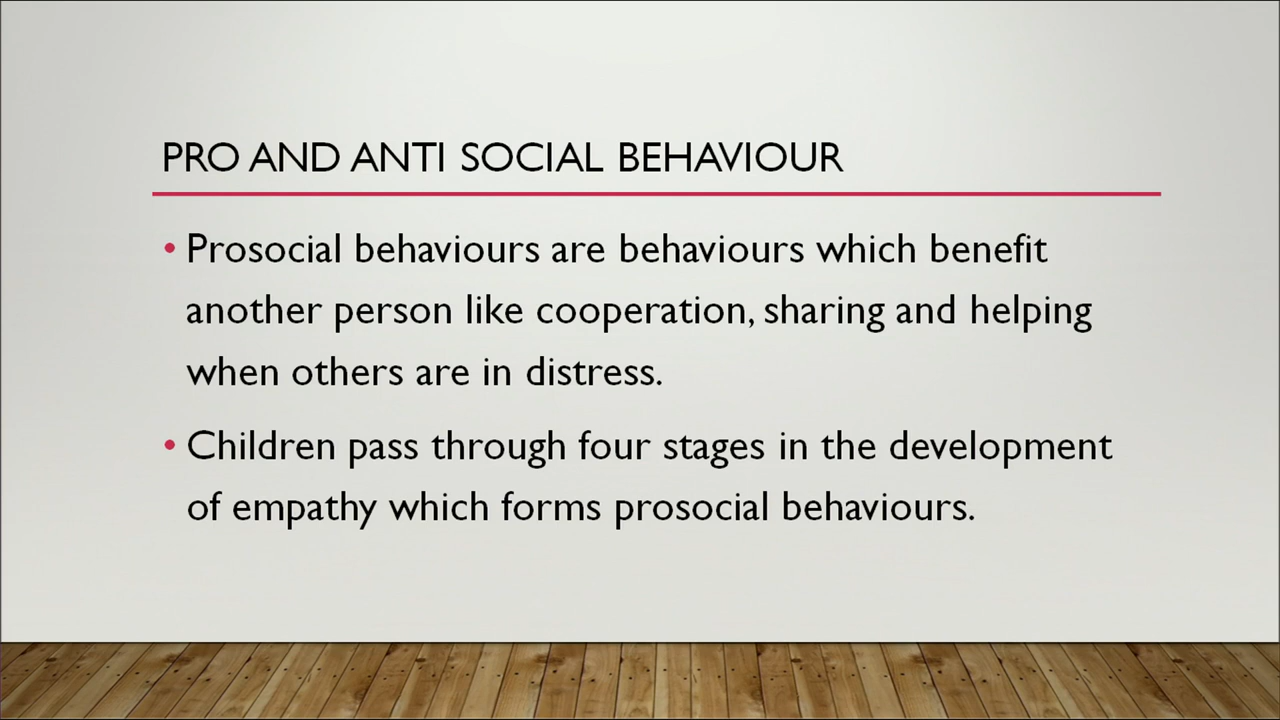 PRO AND ANTI SOCIAL BEHAVIOUR
• Prosocial behaviours are behaviours which benefit
another person like cooperation, sharing and helping
when others are in distress.
• Children pass through four stages in the development
of empathy which forms prosocial behaviours.